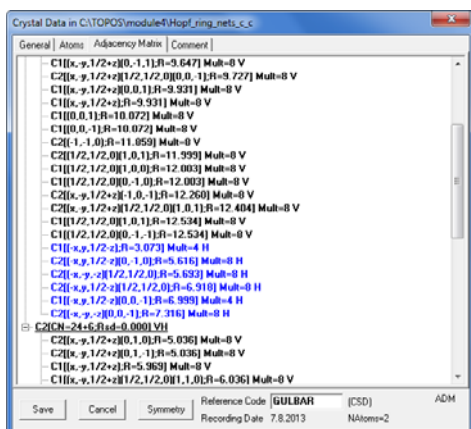 Crystal Data in C:\TOPOS\module4\Hopf_ring_nets_c_c
General Atoms Adjacency Matrix Comment
C1[(x,-y,1/2+z)(0,-1,1);R=9.647] Mult=8 V
C2[(x,-y,1/2+z)(1/2,1/2,0)(0,0,-1);R=9.727] Mult=8 V
C1[(x,-y,1/2+z)(0,0,1);R=9.931] Mult=8 V
C1[(x,-y,1/2+z);R=9.931] Mult=8 V
C1[(0,0,1);R=10.072] Mult=8 V
C1[(0,0,-1);R=10.072] Mult=8 V
C2[(-1,-1,0);R=11.859] Mult=8 V
C2[(1/2,1/2,0)(1,0,1);R=11.999] Mult=8 V
C1[(1/2,1/2,0)(1,0,0);R=12.003] Mult=8 V
C1[(1/2,1/2,0)(0,-1,0);R=12.003] Mult=8 V
C2[(x,-y,1/2+z)(-1,0,-1);R=12.260] Mult=8 V
C2[(x,-y,1/2+z)(1/2,1/2,0)(1,0,1);R=12.404] Mult=8 V
C1[(1/2,1/2,0)(1,0,1);R=12.534] Mult=8 V
C1[(1/2,1/2,0)(0,-1,-1);R=12.534] Mult=8 V
C1[(-x,y,1/2-z);R=3.073] Mult=4 H
C2[(-x,y,1/2-z)(0,-1,0);R=5.616] Mult=8 H
C2[(-x,-y,-z)(1/2,1/2,0);R=5.693] Mult=8 H
C2[(-x,y,1/2-z)(1/2,1/2,0);R=6.918] Mult=8 H
C1[(-x,y,1/2-z)(0,0,-1);R=6.999] Mult=4 H
C2[(-x,-y,-z)(0,0,-1);R=7.316] Mult=8 H
C2[CN=24+6;Rsd=0.000] VH
C2[(x,-y,1/2+z)(0,1,0);R=5.036] Mult=8 V
C2[(x,-y,1/2+z)(0,1,-1);R=5.036] Mult=8 V
C1[(x,-y,1/2+z);R=5.969] Mult=8 V
C1[(x,-y,1/2+z)(1/2,1/2,0)(1,1,0);R=6.036] Mult=8 V
Save Cancel Symmetry Reference Code GULBAR (CSD) ADM
Recording Date 7.8.2013 NAtoms=2